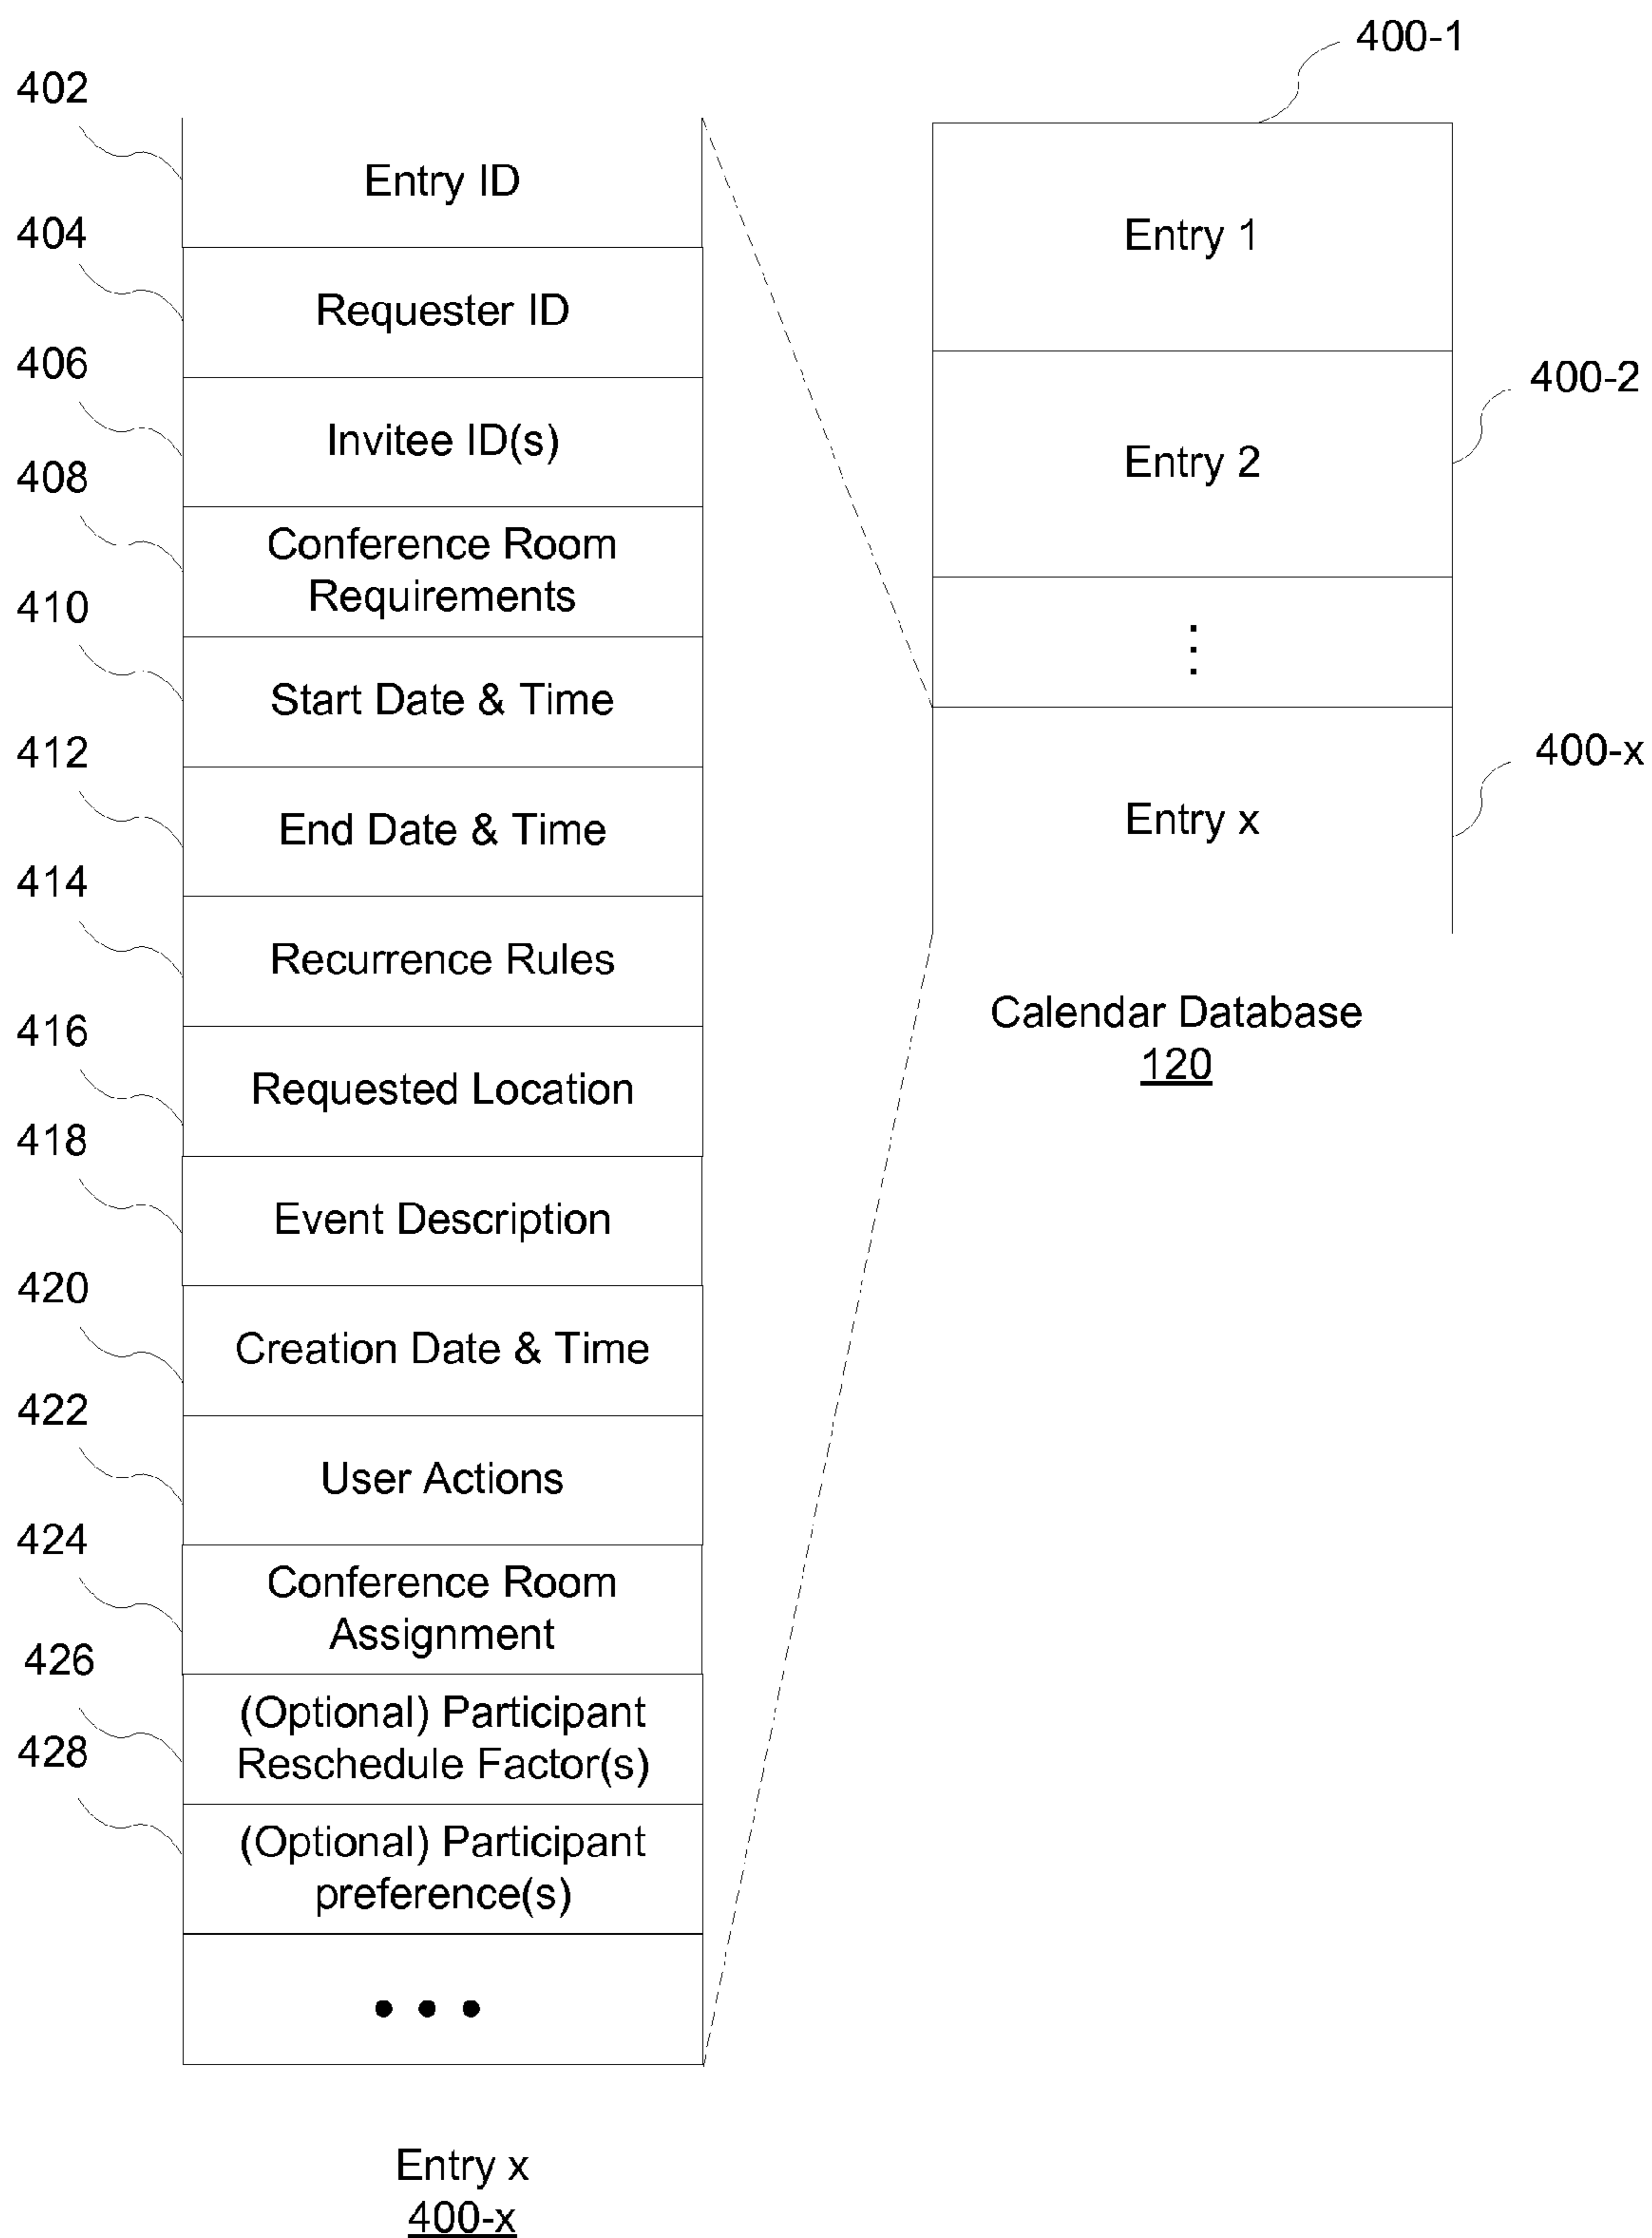 402
Entry ID
404
Requester ID
406
Invitee ID(s)
408
Conference Room
Requirements
410
Start Date & Time
412
End Date & Time
414
Recurrence Rules
416
Requested Location
418
Event Description
420
Creation Date & Time
422
User Actions
424
Conference Room
Assignment
426
(Optional) Participant
Reschedule Factor(s)
428
(Optional) Participant
preference(s)
• • •
Entry x
400-x
400-1
Entry 1
400-2
Entry 2
⋮
400-x
Entry x
Calendar Database
120